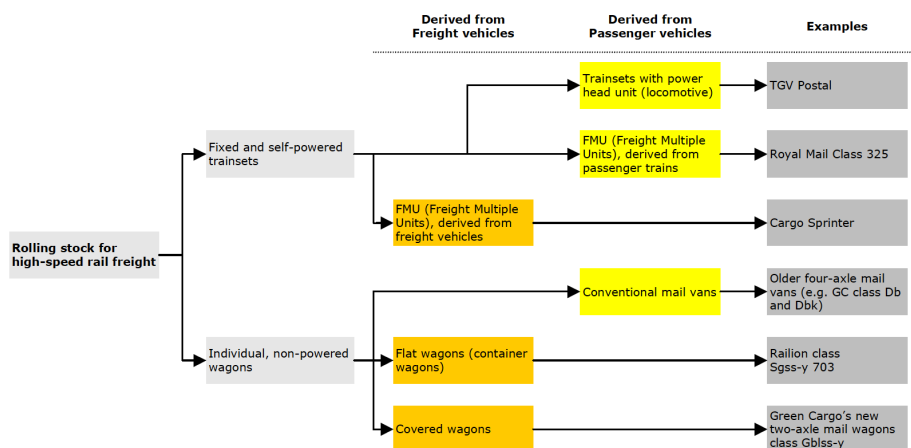 Derived from
Freight vehicles
Derived from
Passenger vehicles
Examples
Trainsets with power
head unit (locomotive)
TGV Postal
Fixed and self-powered
trainsets
FMU (Freight Multiple
Units), derived from
passenger trains
Royal Mail Class 325
FMU (Freight Multiple
Units), derived from
freight vehicles
Cargo Sprinter
Rolling stock for
high-speed rail freight
Conventional mail vans
Older four-axle mail
vans (e.g. GC class Db
and Dbk)
Individual, non-powered
wagons
Flat wagons (container
wagons)
Railion class
Sgss-y 703
Covered wagons
Green Cargo's new
two-axle mail wagons
class Gblss-y